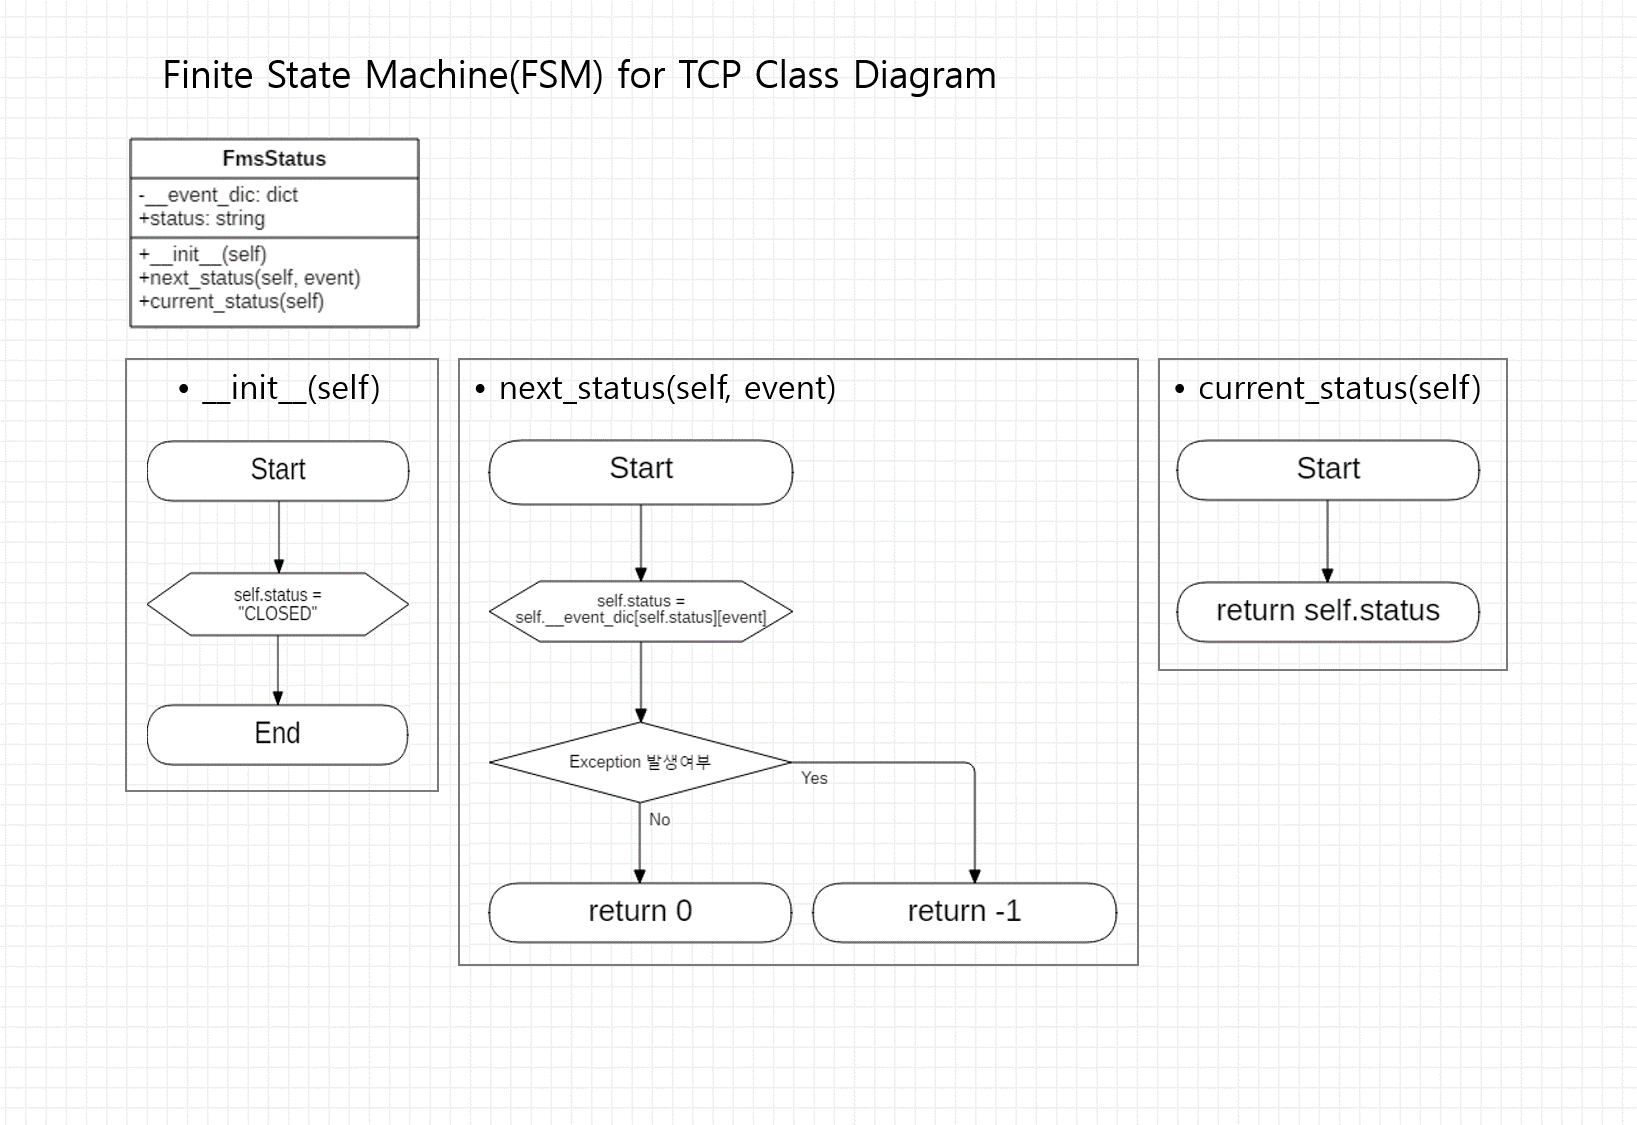 Finite State Machine(FSM) for TCP Class Diagram
FmsStatus
-__event_dic: dict
+status: string
+__init__(self)
+next_status(self, event)
+current_status(self)
• __init__(self)
Start
self.status =
"CLOSED"
End
• next_status(self, event)
Start
self.status =
self.__event_dic[self.status][event]
Exception 발생여부
Yes
No
return 0
return -1
• current_status(self)
Start
return self.status